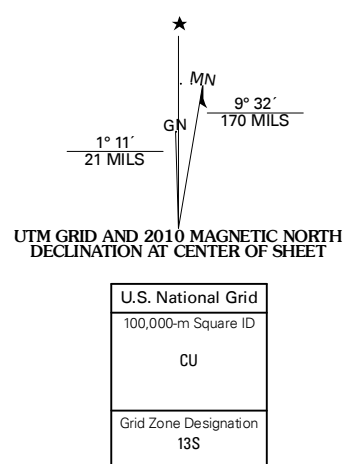 MN
GN
9° 32´
170 MILS
1° 11´
21 MILS
UTM GRID AND 2010 MAGNETIC NORTH
DECLINATION AT CENTER OF SHEET
U.S. National Grid
100,000-m Square ID
CU
Grid Zone Designation
13S